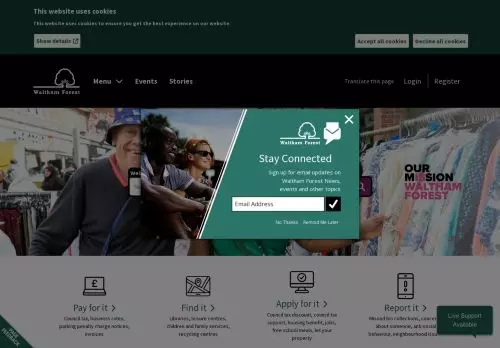 This website uses cookies
This website uses cookies to ensure you get the best experience on our website.
Show details
Accept all cookies
Decline all cookies
Waltham Forest
Menu
Events
Stories
Translate this page
Login
Register
Waltham Forest
Stay Connected
Sign up for email updates on
Waltham Forest News,
events and other topics
Email Address
No Thanks
Remind Me Later
OUR
MISSION
WALTHAM
FOREST
Pay for it
Council tax, business rates,
parking penalty charge notices,
invoices
Find it
Libraries, leisure centres,
children and family services,
recycling centres
Apply for it
Council tax discount, council tax
support, housing benefit, jobs,
free school meals, let your
property
Report it
Missed bin collections,
about someone, anti-social
behaviour,
Live Support
Available
PAGE
FEEDBACK